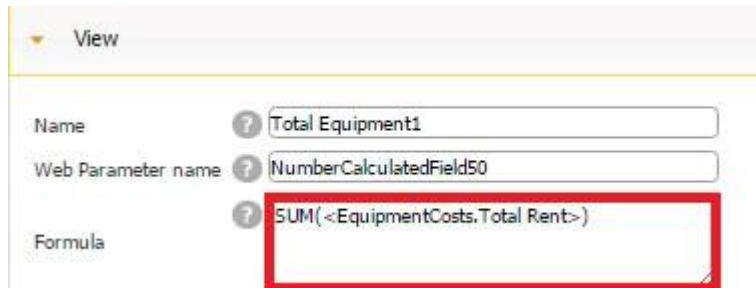 View
Name ? Total Equipment1
Web Parameter name ? NumberCalculatedField50
? SUM(<EquipmentCosts.Total Rent>)
Formula